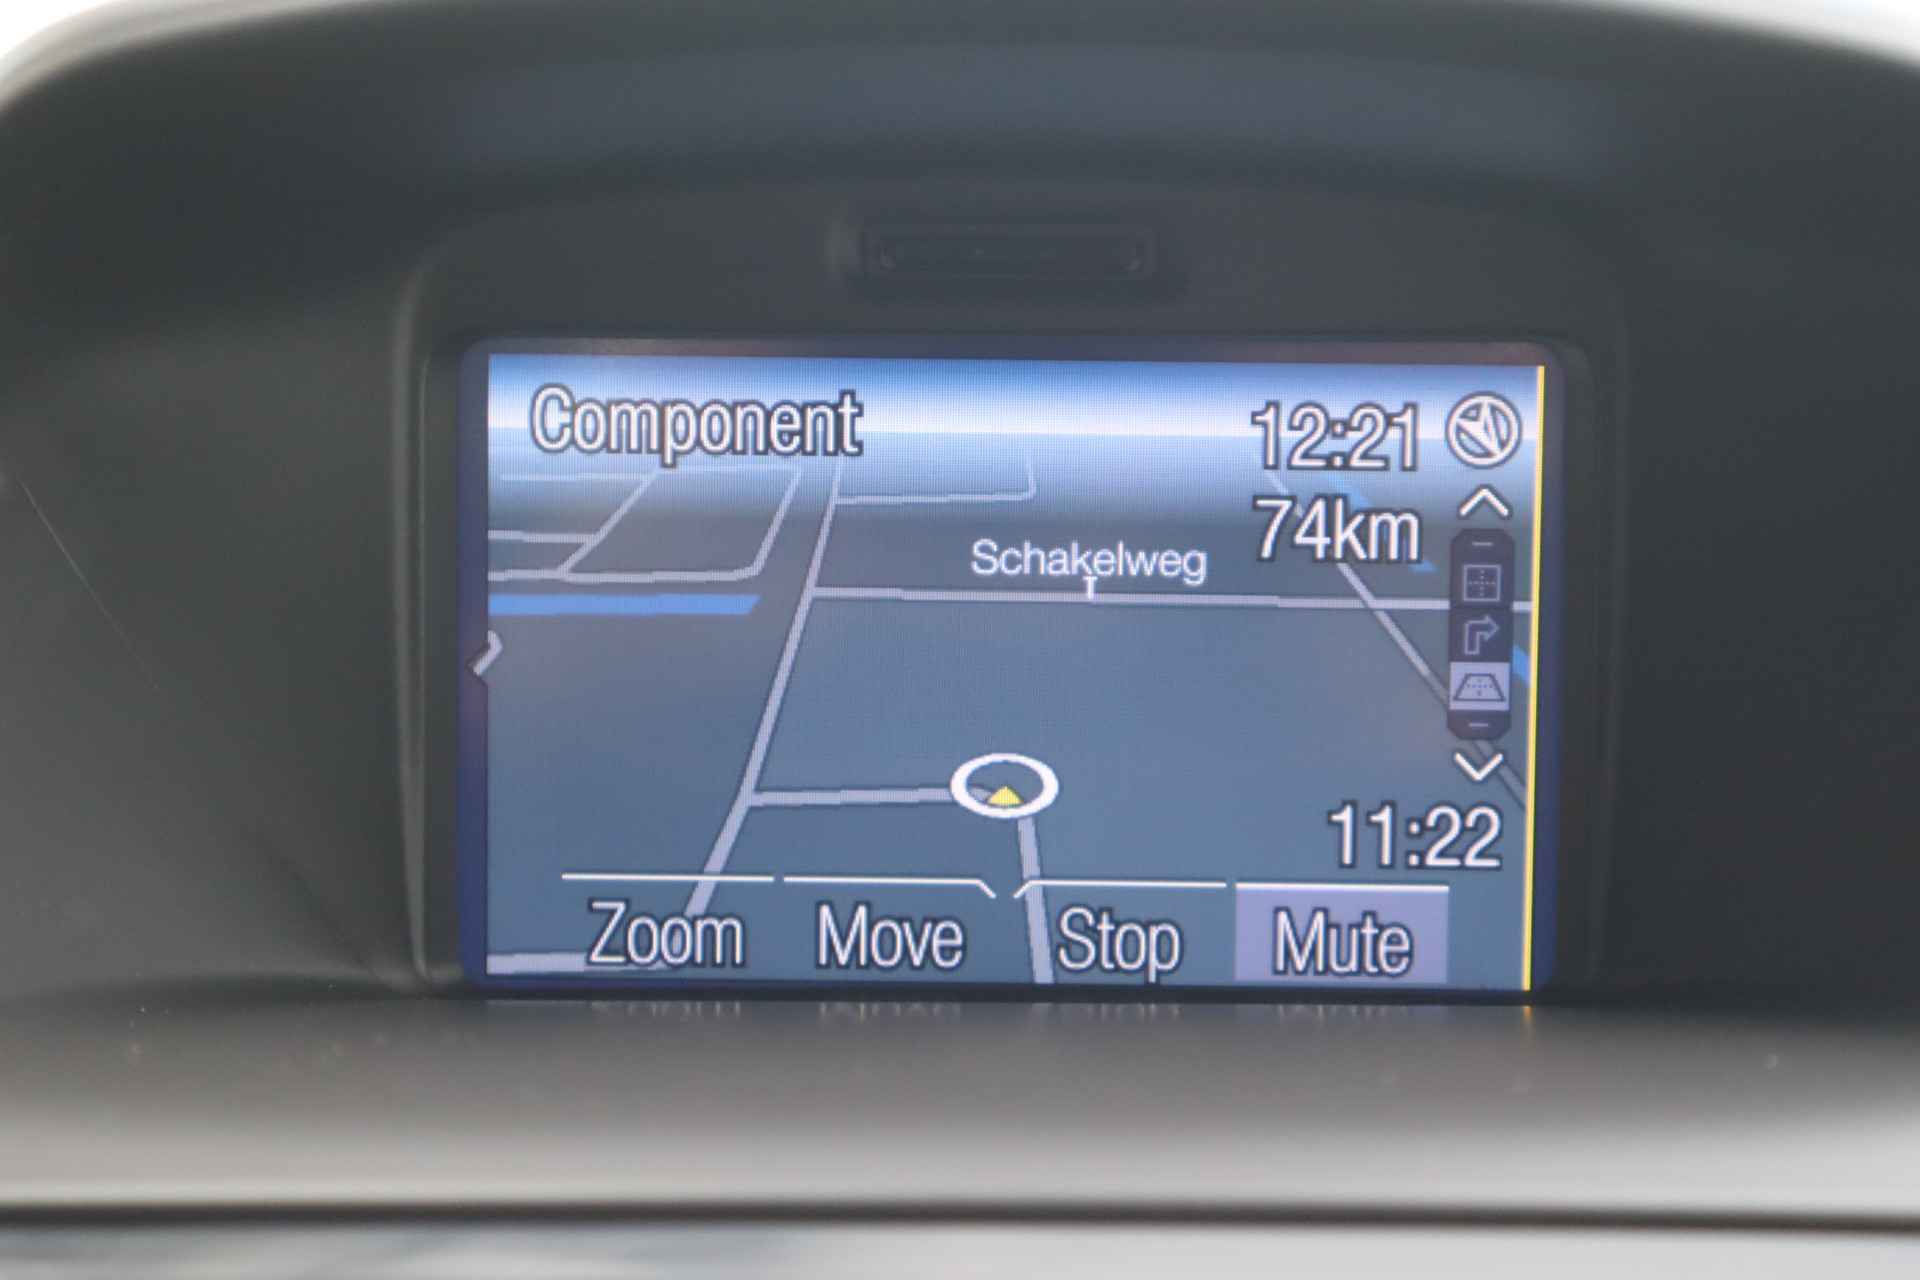 Component
12:21
74km
Schakelweg
11:22
Zoom Move Stop Mute